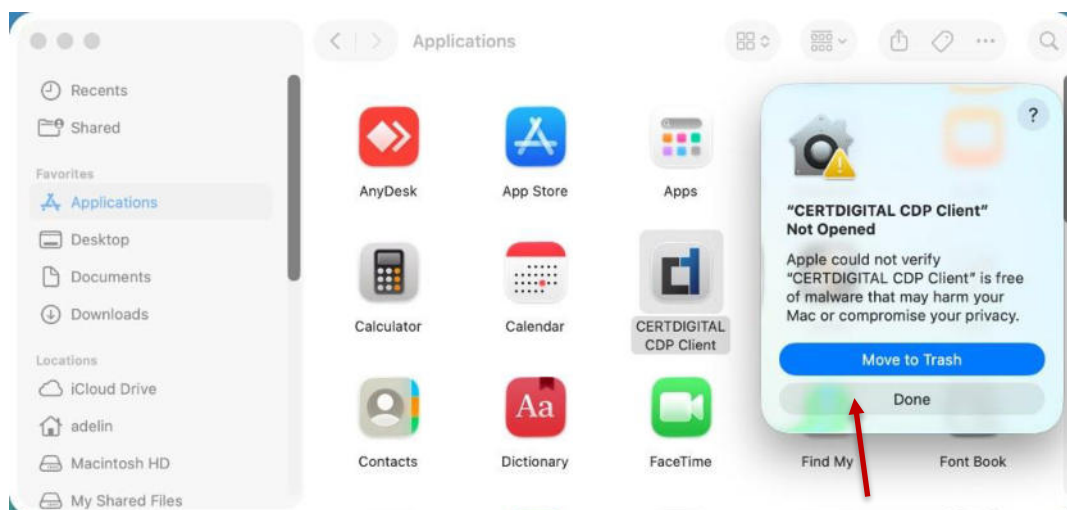 Applications
Recents
Shared
Favorites
Applications
Desktop
Documents
Downloads
Locations
iCloud Drive
adelin
Macintosh HD
My Shared Files
AnyDesk
App Store
Apps
Calculator
Calendar
CERTDIGITAL
CDP Client
Contacts
Aa
Dictionary
FaceTime
Find My
Font Book
?
"CERTDIGITAL CDP Client"
Not Opened
Apple could not verify
"CERTDIGITAL CDP Client" is free
of malware that may harm your
Mac or compromise your privacy.
Move to Trash
Done